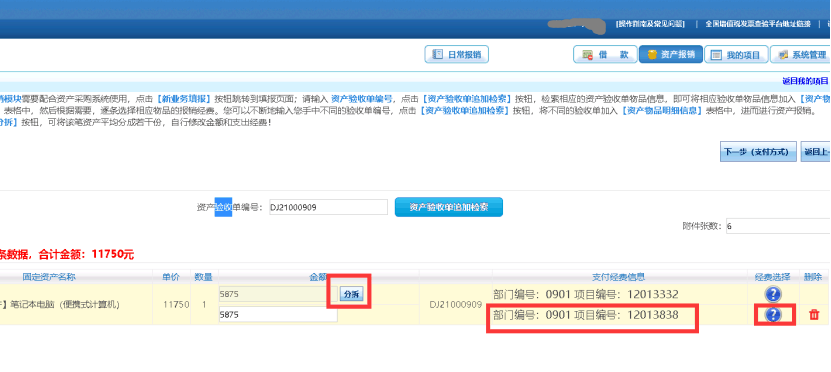 [操作指南及常见问题] | 全国增值税发票查验平台地址链接 |
日常报销 借 款 资产报销 我的项目 系统管理
返回我的项目
销模块需要配合资产采购系统使用，点击【新业务填报】按钮跳转到填报页面；请输入 资产验收单编号，点击【资产验收单追加检索】按钮，检索相应的资产验收单物品信息，即可将相应验收单物品信息加入【资产物
表格中，然后根据需要，逐条选择相应物品的报销经费。您可以不断地输入您手中不同的验收单编号，点击【资产验收单追加检索】按钮，将不同的验收单加入【资产物品明细信息】表格中，进而进行资产报销。
分拆】按钮，可将该笔资产平均分成若干份，自行修改金额和支出经费！
下一步（支付方式） 返回上一
资产验收单编号： DJ21000909 资产验收单追加检索
附件张数： 6
条数据，合计金额：11750元
固定资产名称 单价 数量 金额 支付经费信息 经费选择 删除
】笔记本电脑（便携式计算机） 11750 1 5875 分拆 DJ21000909 部门编号：0901 项目编号：12013332
5875 部门编号：0901 项目编号：12013838